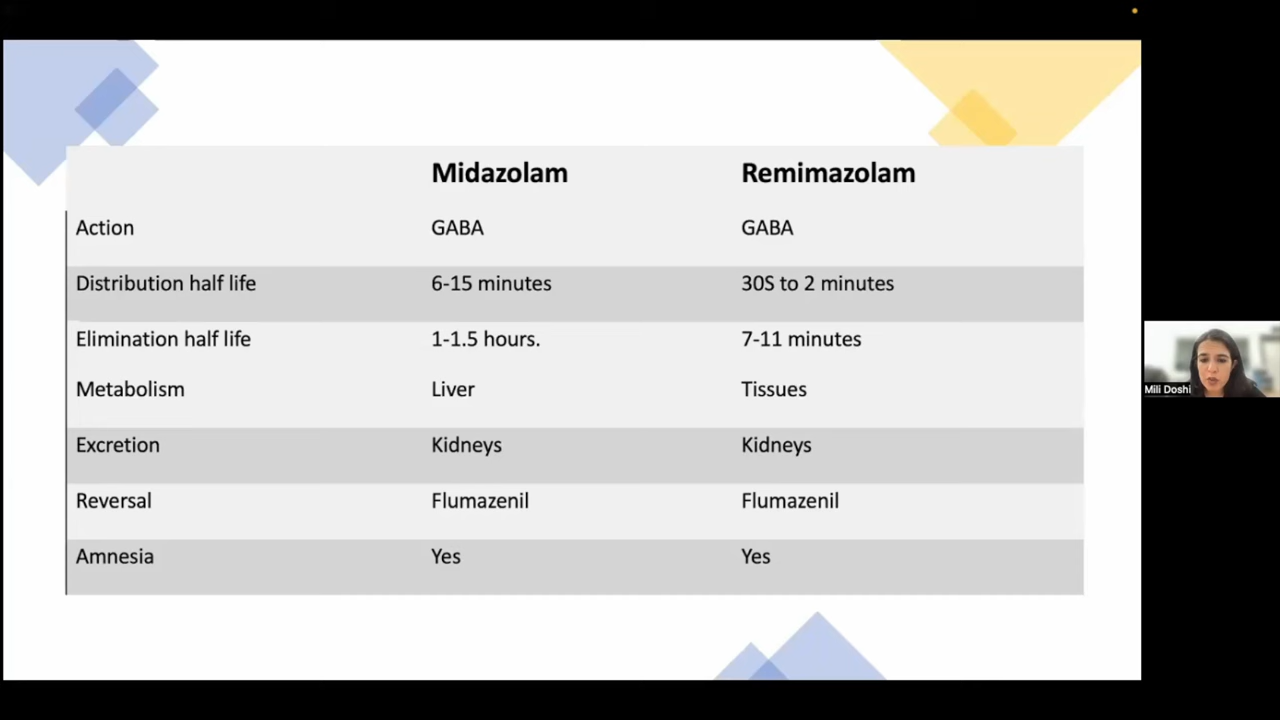 Midazolam Remimazolam
Action GABA GABA
Distribution half life 6-15 minutes 30S to 2 minutes
Elimination half life 1-1.5 hours. 7-11 minutes
Metabolism Liver Tissues
Excretion Kidneys Kidneys
Reversal Flumazenil Flumazenil
Amnesia Yes Yes
Mili Doshi